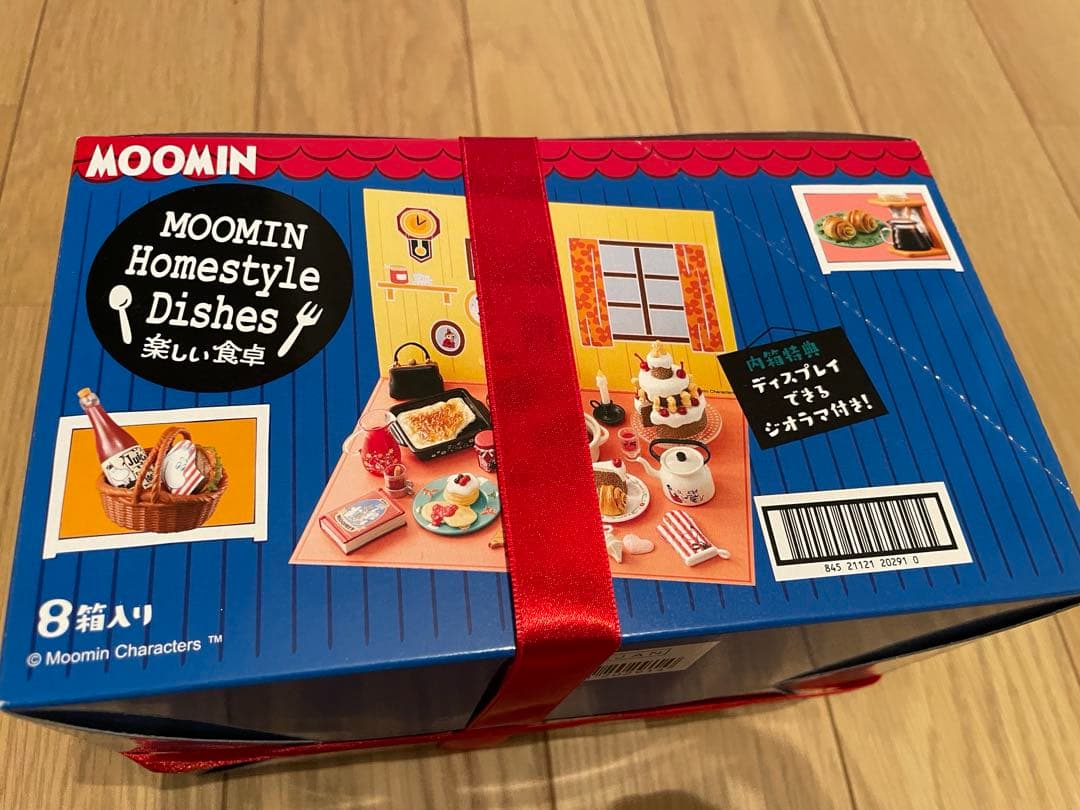 MOOMIN
MOOMIN
Homestyle
Dishes
楽しい食卓
内箱特典
ディスプレイ
できる
ジオラマ付き!
845 21121 20291 0
8箱入り
© Moomin Characters ™
JAN